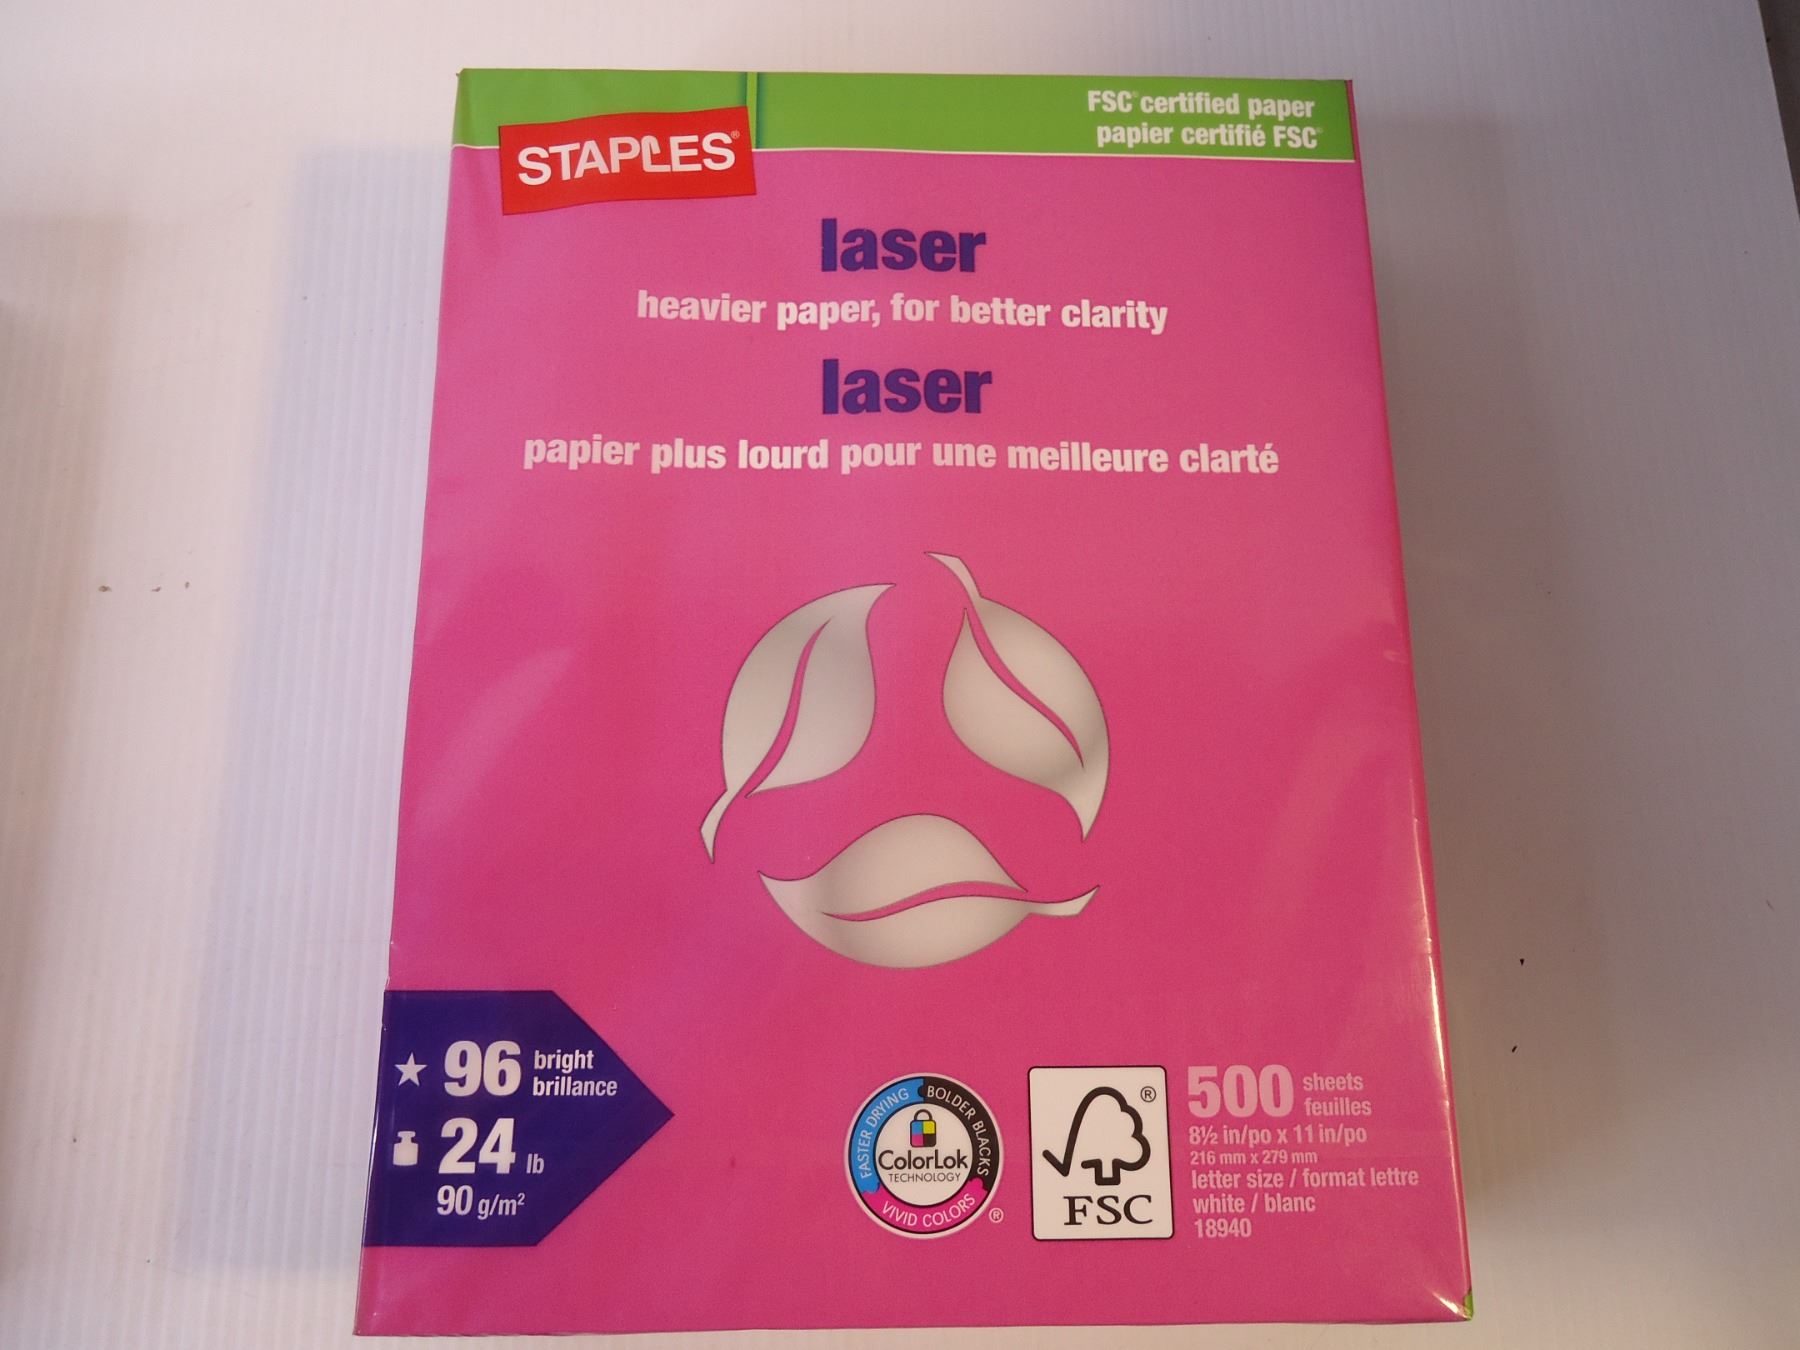 FSC® certified paper
papier certifié FSC®
STAPLES®
laser
heavier paper, for better clarity
laser
papier plus lourd pour une meilleure clarté
96 bright
brillance
24 lb
90 g/m²
FASTER DRYING
BOLDER BLACKS
ColorLok
TECHNOLOGY
VIVID COLORS
®
®
FSC
500 sheets
feuilles
8½ in/po x 11 in/po
216 mm x 279 mm
letter size / format lettre
white / blanc
18940